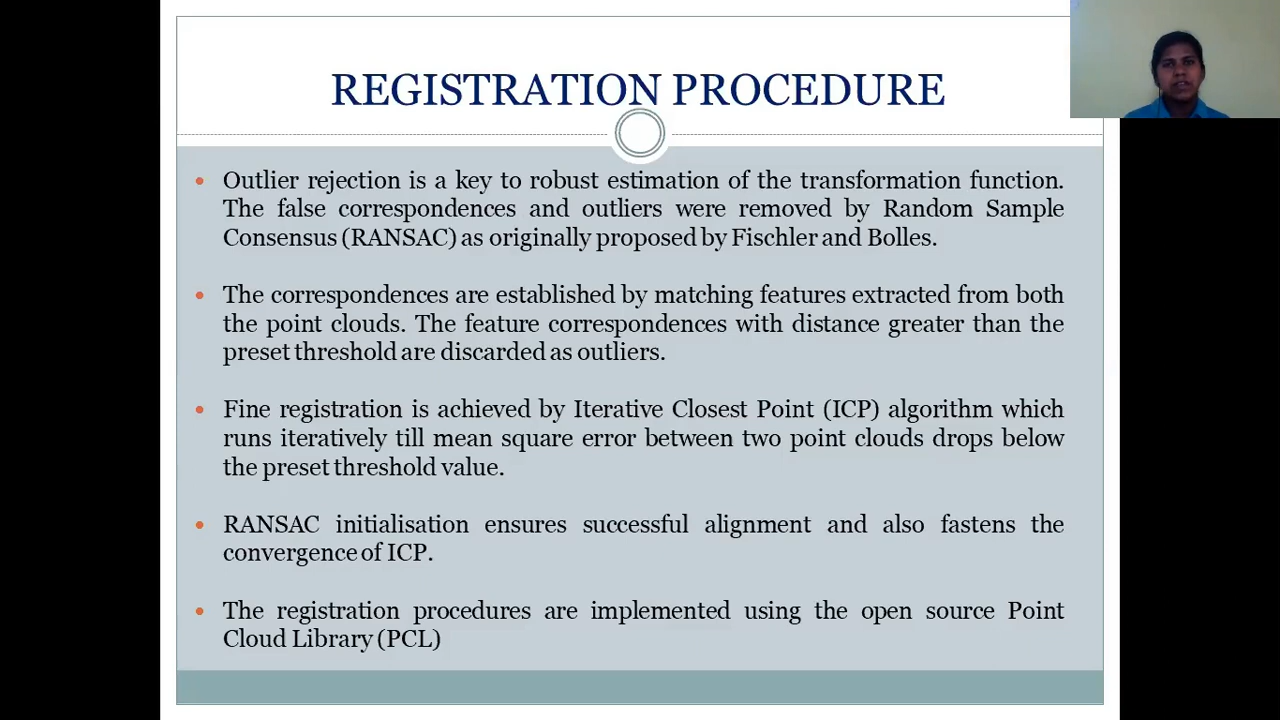 REGISTRATION PROCEDURE
Outlier rejection is a key to robust estimation of the transformation function.
The false correspondences and outliers were removed by Random Sample
Consensus (RANSAC) as originally proposed by Fischler and Bolles.
The correspondences are established by matching features extracted from both
the point clouds. The feature correspondences with distance greater than the
preset threshold are discarded as outliers.
Fine registration is achieved by Iterative Closest Point (ICP) algorithm which
runs iteratively till mean square error between two point clouds drops below
the preset threshold value.
RANSAC initialisation ensures successful alignment and also fastens the
convergence of ICP.
The registration procedures are implemented using the open source Point
Cloud Library (PCL)